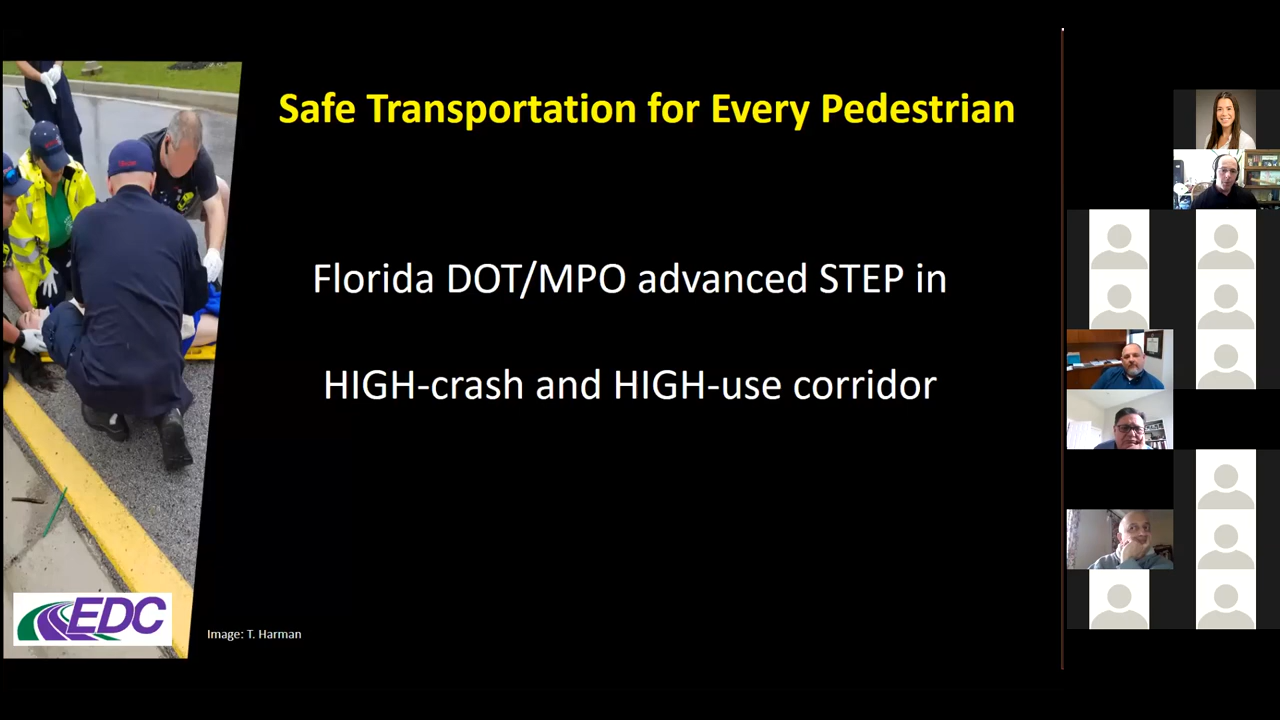 Safe Transportation for Every Pedestrian
Florida DOT/MPO advanced STEP in
HIGH-crash and HIGH-use corridor
EDC
Image: T. Harman